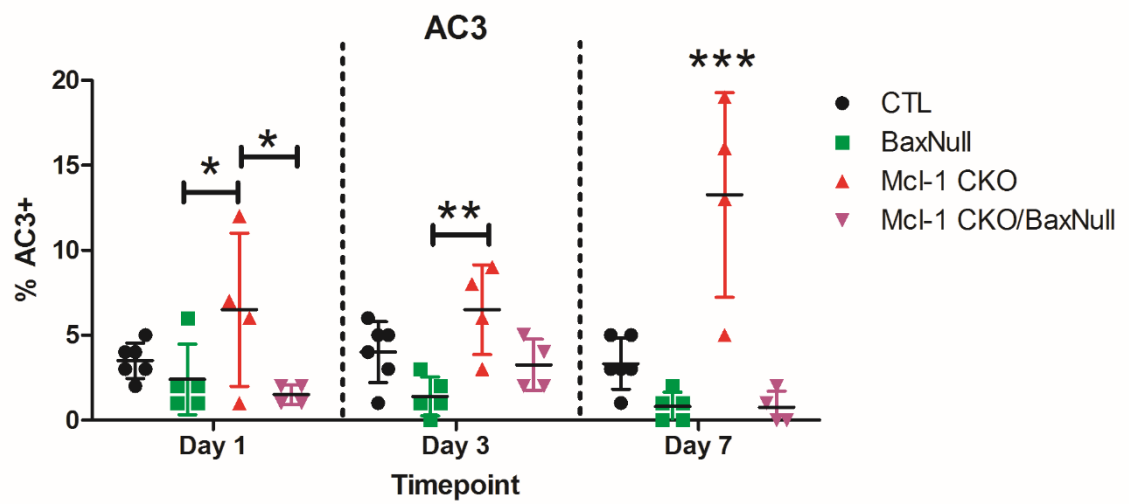 AC3
***
20
15
10
5
0
% AC3+
*
*
**
Day 1
Day 3
Day 7
Timepoint
CTL
BaxNull
Mcl-1 CKO
Mcl-1 CKO/BaxNull